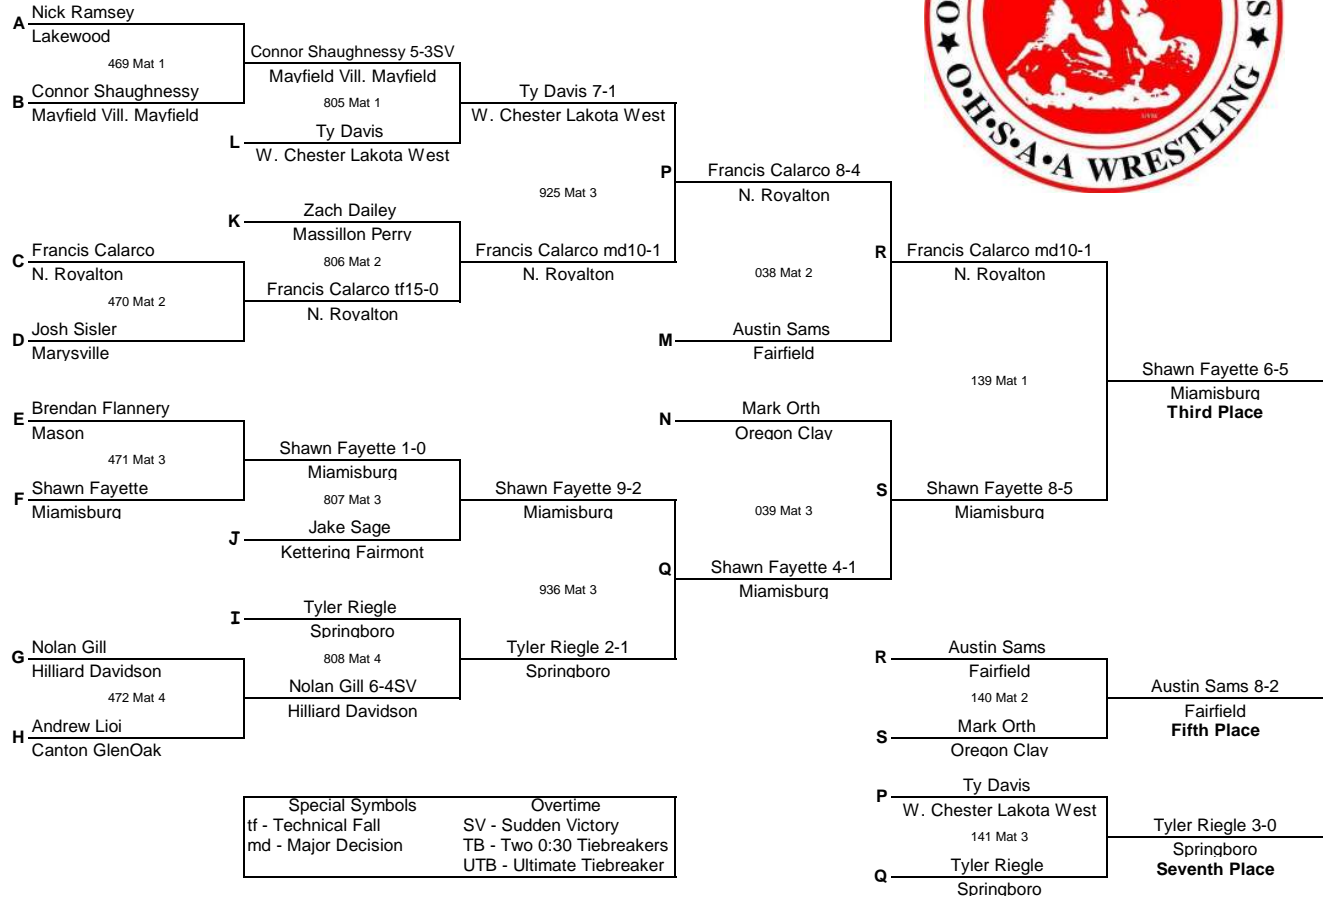 A Nick Ramsey
Lakewood
469 Mat 1
B Connor Shaughnessy
Mayfield Vill. Mayfield
Connor Shaughnessy 5-3SV
Mayfield Vill. Mayfield
805 Mat 1
L Ty Davis
W. Chester Lakota West
Ty Davis 7-1
W. Chester Lakota West
925 Mat 3
P
K Zach Dailey
Massillon Perry
806 Mat 2
C Francis Calarco
N. Royalton
470 Mat 2
D Josh Sisler
Marysville
Francis Calarco tf15-0
N. Royalton
Francis Calarco md10-1
N. Royalton
Francis Calarco 8-4
N. Royalton
038 Mat 2
R
M Austin Sams
Fairfield
Francis Calarco md10-1
N. Royalton
139 Mat 1
Shawn Fayette 6-5
Miamisburg
Third Place
E Brendan Flannery
Mason
471 Mat 3
F Shawn Fayette
Miamisburg
Shawn Fayette 1-0
Miamisburg
807 Mat 3
J Jake Sage
Kettering Fairmont
Shawn Fayette 9-2
Miamisburg
936 Mat 3
Q
I Tyler Riegle
Springboro
808 Mat 4
G Nolan Gill
Hilliard Davidson
472 Mat 4
H Andrew Lioi
Canton GlenOak
Nolan Gill 6-4SV
Hilliard Davidson
Tyler Riegle 2-1
Springboro
N Mark Orth
Oregon Clay
039 Mat 3
S
Shawn Fayette 4-1
Miamisburg
Shawn Fayette 8-5
Miamisburg
R Austin Sams
Fairfield
140 Mat 2
S Mark Orth
Oregon Clay
Austin Sams 8-2
Fairfield
Fifth Place
P Ty Davis
W. Chester Lakota West
141 Mat 3
Q Tyler Riegle
Springboro
Tyler Riegle 3-0
Springboro
Seventh Place
Special Symbols
tf - Technical Fall
md - Major Decision
Overtime
SV - Sudden Victory
TB - Two 0:30 Tiebreakers
UTB - Ultimate Tiebreaker
O•H•S•A•A WRESTLING